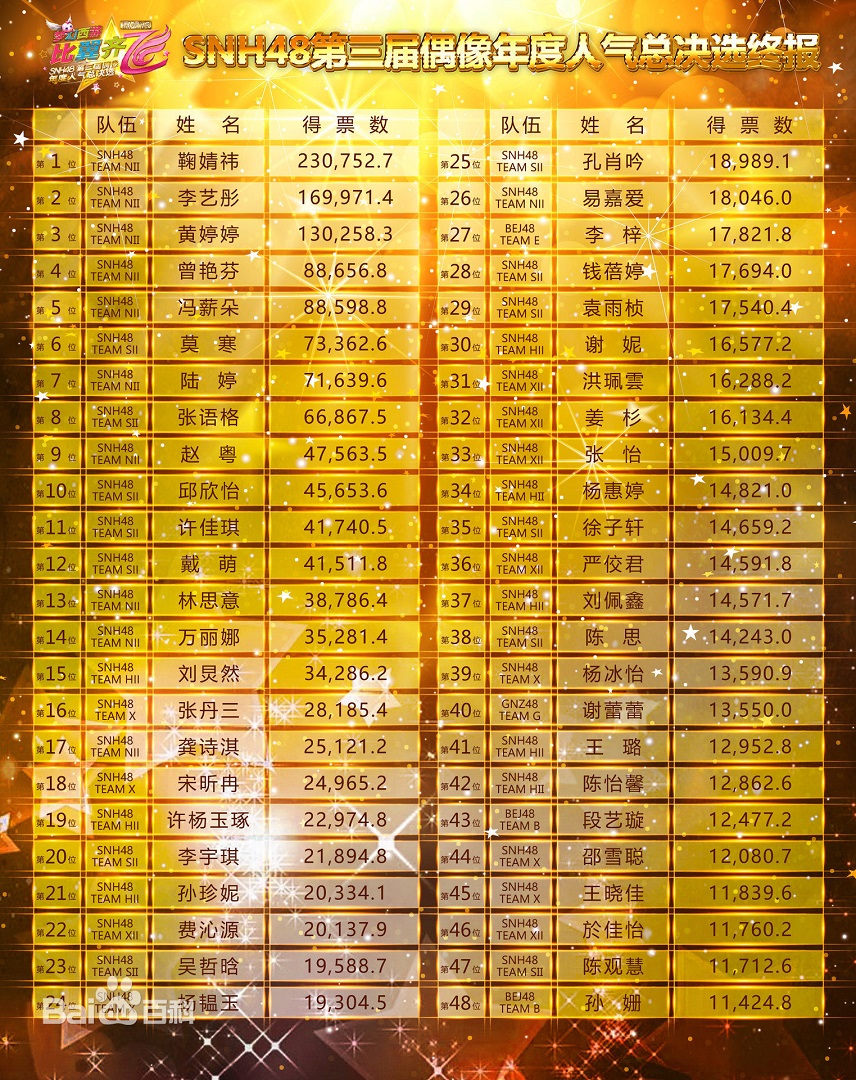 梦幻西游
比翼齐飞
SNH48 第三届偶像
年度人气总决选
SNH48第三届偶像年度人气总决选终报
队伍 姓 名 得 票 数
第1位 SNH48 TEAM NII 鞠婧祎 230,752.7
第2位 SNH48 TEAM NII 李艺彤 169,971.4
第3位 SNH48 TEAM NII 黄婷婷 130,258.3
第4位 SNH48 TEAM NII 曾艳芬 88,656.8
第5位 SNH48 TEAM NII 冯薪朵 88,598.8
第6位 SNH48 TEAM SII 莫 寒 73,362.6
第7位 SNH48 TEAM NII 陆 婷 71,639.6
第8位 SNH48 TEAM SII 张语格 66,867.5
第9位 SNH48 TEAM NII 赵 粤 47,563.5
第10位 SNH48 TEAM SII 邱欣怡 45,653.6
第11位 SNH48 TEAM SII 许佳琪 41,740.5
第12位 SNH48 TEAM SII 戴 萌 41,511.8
第13位 SNH48 TEAM NII 林思意 38,786.4
第14位 SNH48 TEAM NII 万丽娜 35,281.4
第15位 SNH48 TEAM HII 刘炅然 34,286.2
第16位 SNH48 TEAM X 张丹三 28,185.4
第17位 SNH48 TEAM NII 龚诗淇 25,121.2
第18位 SNH48 TEAM X 宋昕冉 24,965.2
第19位 SNH48 TEAM HII 许杨玉琢 22,974.8
第20位 SNH48 TEAM SII 李宇琪 21,894.8
第21位 SNH48 TEAM HII 孙珍妮 20,334.1
第22位 SNH48 TEAM XII 费沁源 20,137.9
第23位 SNH48 TEAM SII 吴哲晗 19,588.7
位 SNH48 TEAM 杨韫玉 19,304.5
Baidu百科
队伍 姓 名 得 票 数
第25位 SNH48 TEAM SII 孔肖吟 18,989.1
第26位 SNH48 TEAM NII 易嘉爱 18,046.0
第27位 BEJ48 TEAM E 李 梓 17,821.8
第28位 SNH48 TEAM SII 钱蓓婷 17,694.0
第29位 SNH48 TEAM SII 袁雨桢 17,540.4
第30位 SNH48 TEAM HII 谢 妮 16,577.2
第31位 SNH48 TEAM XII 洪珮雲 16,288.2
第32位 SNH48 TEAM XII 姜 杉 16,134.4
第33位 SNH48 TEAM XII 张 怡 15,009.7
第34位 SNH48 TEAM HII 杨惠婷 14,821.0
第35位 SNH48 TEAM SII 徐子轩 14,659.2
第36位 SNH48 TEAM XII 严佼君 14,591.8
第37位 SNH48 TEAM HII 刘佩鑫 14,571.7
第38位 SNH48 TEAM SII 陈 思 14,243.0
第39位 SNH48 TEAM X 杨冰怡 13,590.9
第40位 GNZ48 TEAM G 谢蕾蕾 13,550.0
第41位 SNH48 TEAM HII 王 璐 12,952.8
第42位 SNH48 TEAM HII 陈怡馨 12,862.6
第43位 BEJ48 TEAM B 段艺璇 12,477.2
第44位 SNH48 TEAM X 邵雪聪 12,080.7
第45位 SNH48 TEAM X 王晓佳 11,839.6
第46位 SNH48 TEAM XII 於佳怡 11,760.2
第47位 SNH48 TEAM SII 陈观慧 11,712.6
第48位 BEJ48 TEAM B 孙 姗 11,424.8